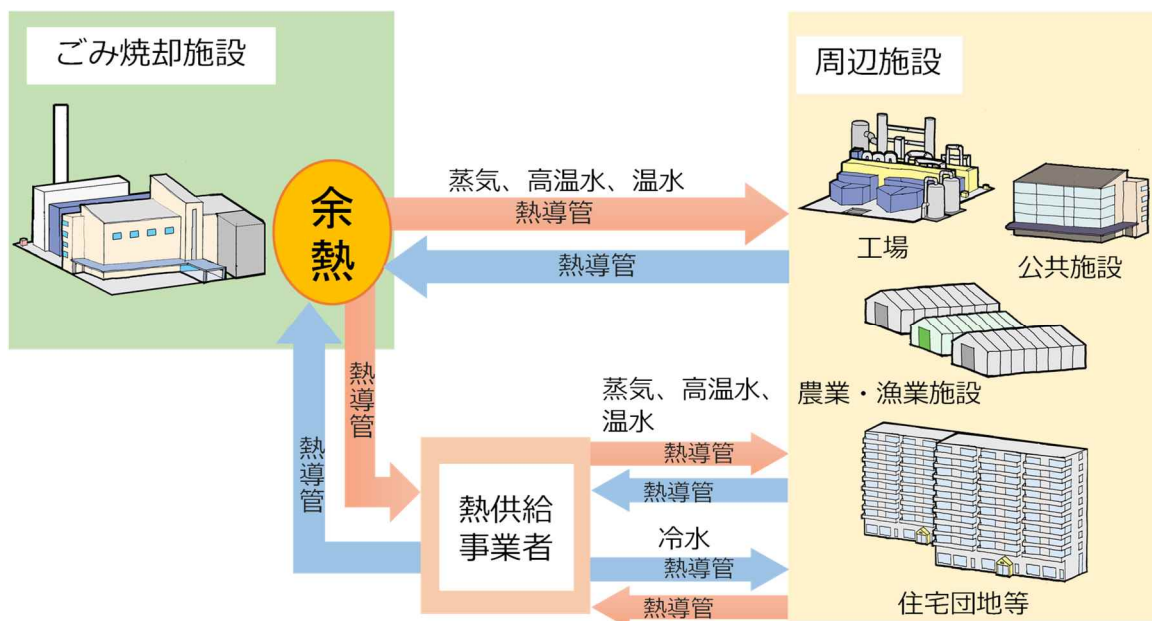 ごみ焼却施設
周辺施設
余熱
蒸気、高温水、温水
熱導管
熱導管
工場
公共施設
農業・漁業施設
熱導管
熱導管
蒸気、高温水、
温水
熱導管
熱導管
熱供給
事業者
冷水
熱導管
熱導管
住宅団地等